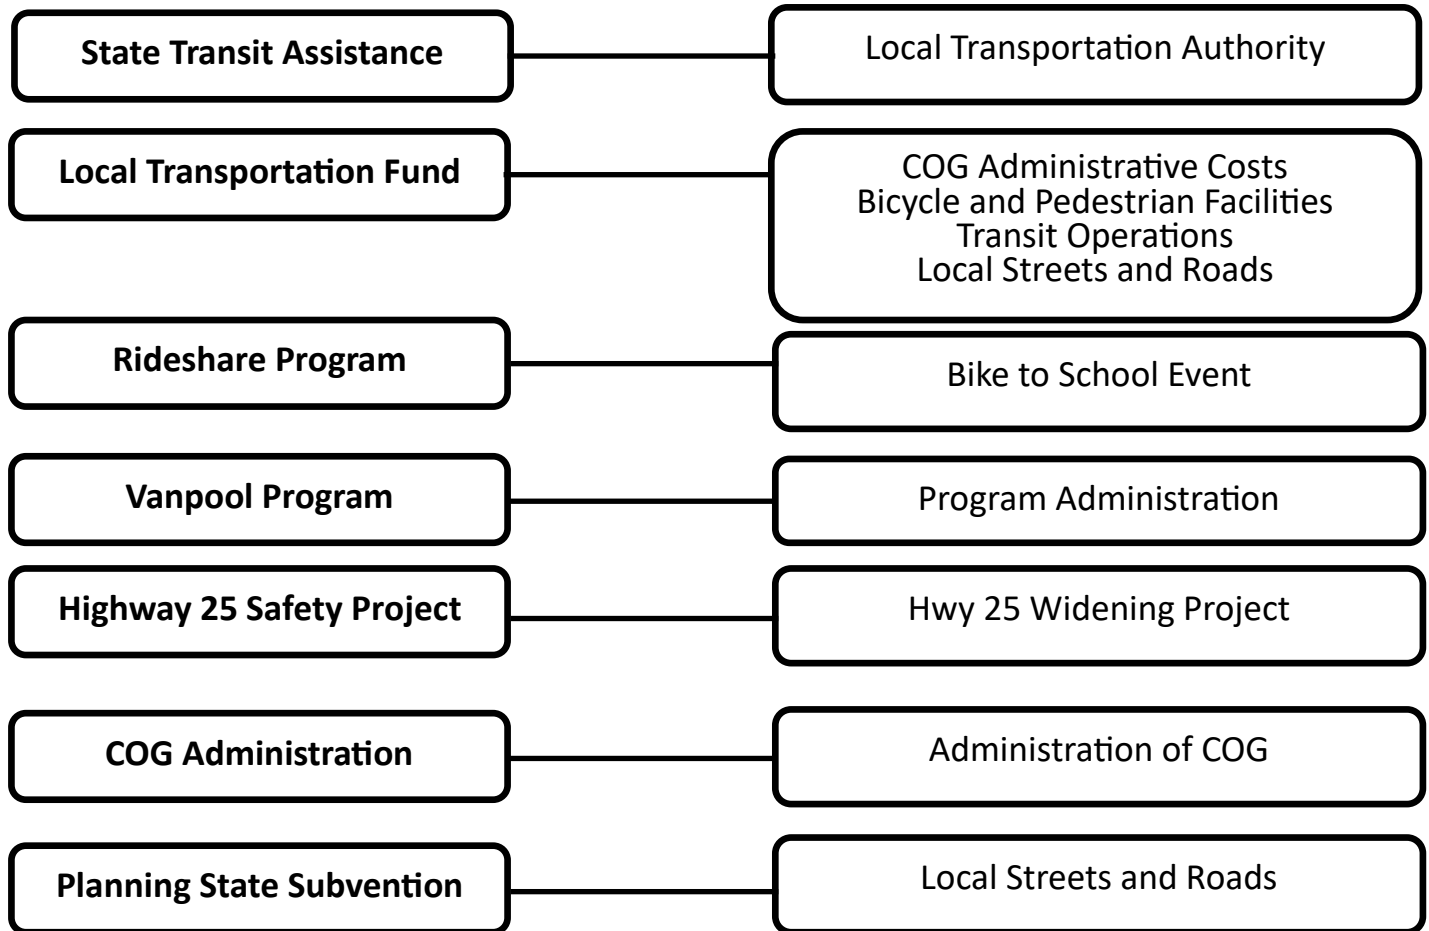 State Transit Assistance
Local Transportation Authority
Local Transportation Fund
COG Administrative Costs
Bicycle and Pedestrian Facilities
Transit Operations
Local Streets and Roads
Rideshare Program
Bike to School Event
Vanpool Program
Program Administration
Highway 25 Safety Project
Hwy 25 Widening Project
COG Administration
Administration of COG
Planning State Subvention
Local Streets and Roads